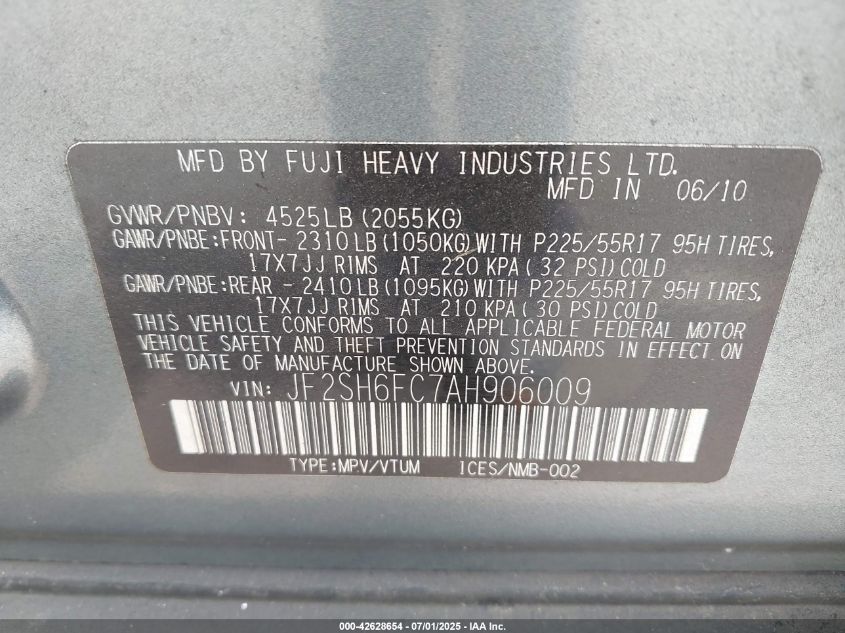 MFD BY FUJI HEAVY INDUSTRIES LTD.
MFD IN 06/10
GVWR/PNBV: 4525LB (2055KG)
GAWR/PNBE:FRONT- 2310LB(1050KG)WITH P225/55R17 95H TIRES,
17X7JJ RIMS AT 220 KPA( 32 PSI)COLD
GAWR/PNBE:REAR - 2410LB(1095KG)WITH P225/55R17 95H TIRES,
17X7JJ RIMS AT 210 KPA( 30 PSI)COLD
THIS VEHICLE CONFORMS TO ALL APPLICABLE FEDERAL MOTOR
VEHICLE SAFETY AND THEFT PREVENTION STANDARDS IN EFFECT ON
THE DATE OF MANUFACTURE SHOWN ABOVE.
VIN: JF2SH6FC7AH906009
TYPE:MPV/VTUM ICES/NMB-002
000-42628654 - 07/01/2025 - IAA Inc.